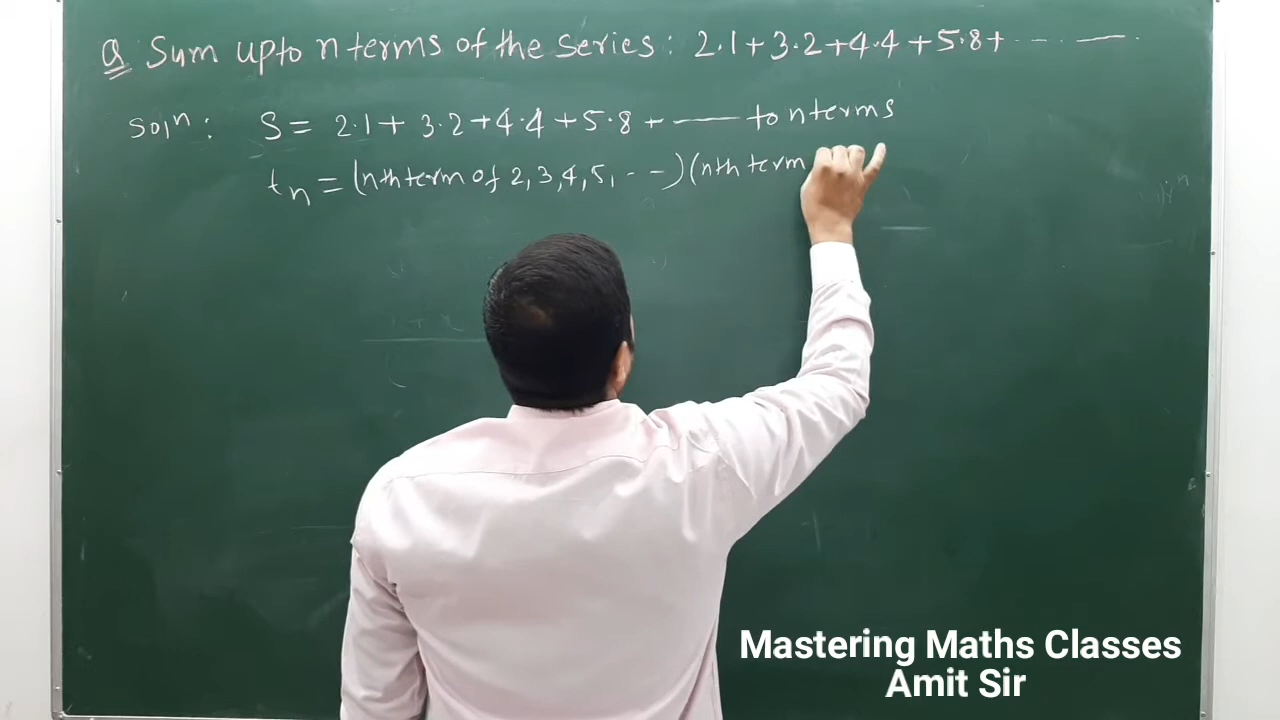 Q Sum upto n terms of the series : 2.1+3.2+4.4+5.8+ ..... — .
Solⁿ : S = 2.1+ 3.2+4.4+5.8 + —— to n terms
tₙ = (nth term of 2,3,4,5, - - -)(nth term
Mastering Maths Classes
Amit Sir